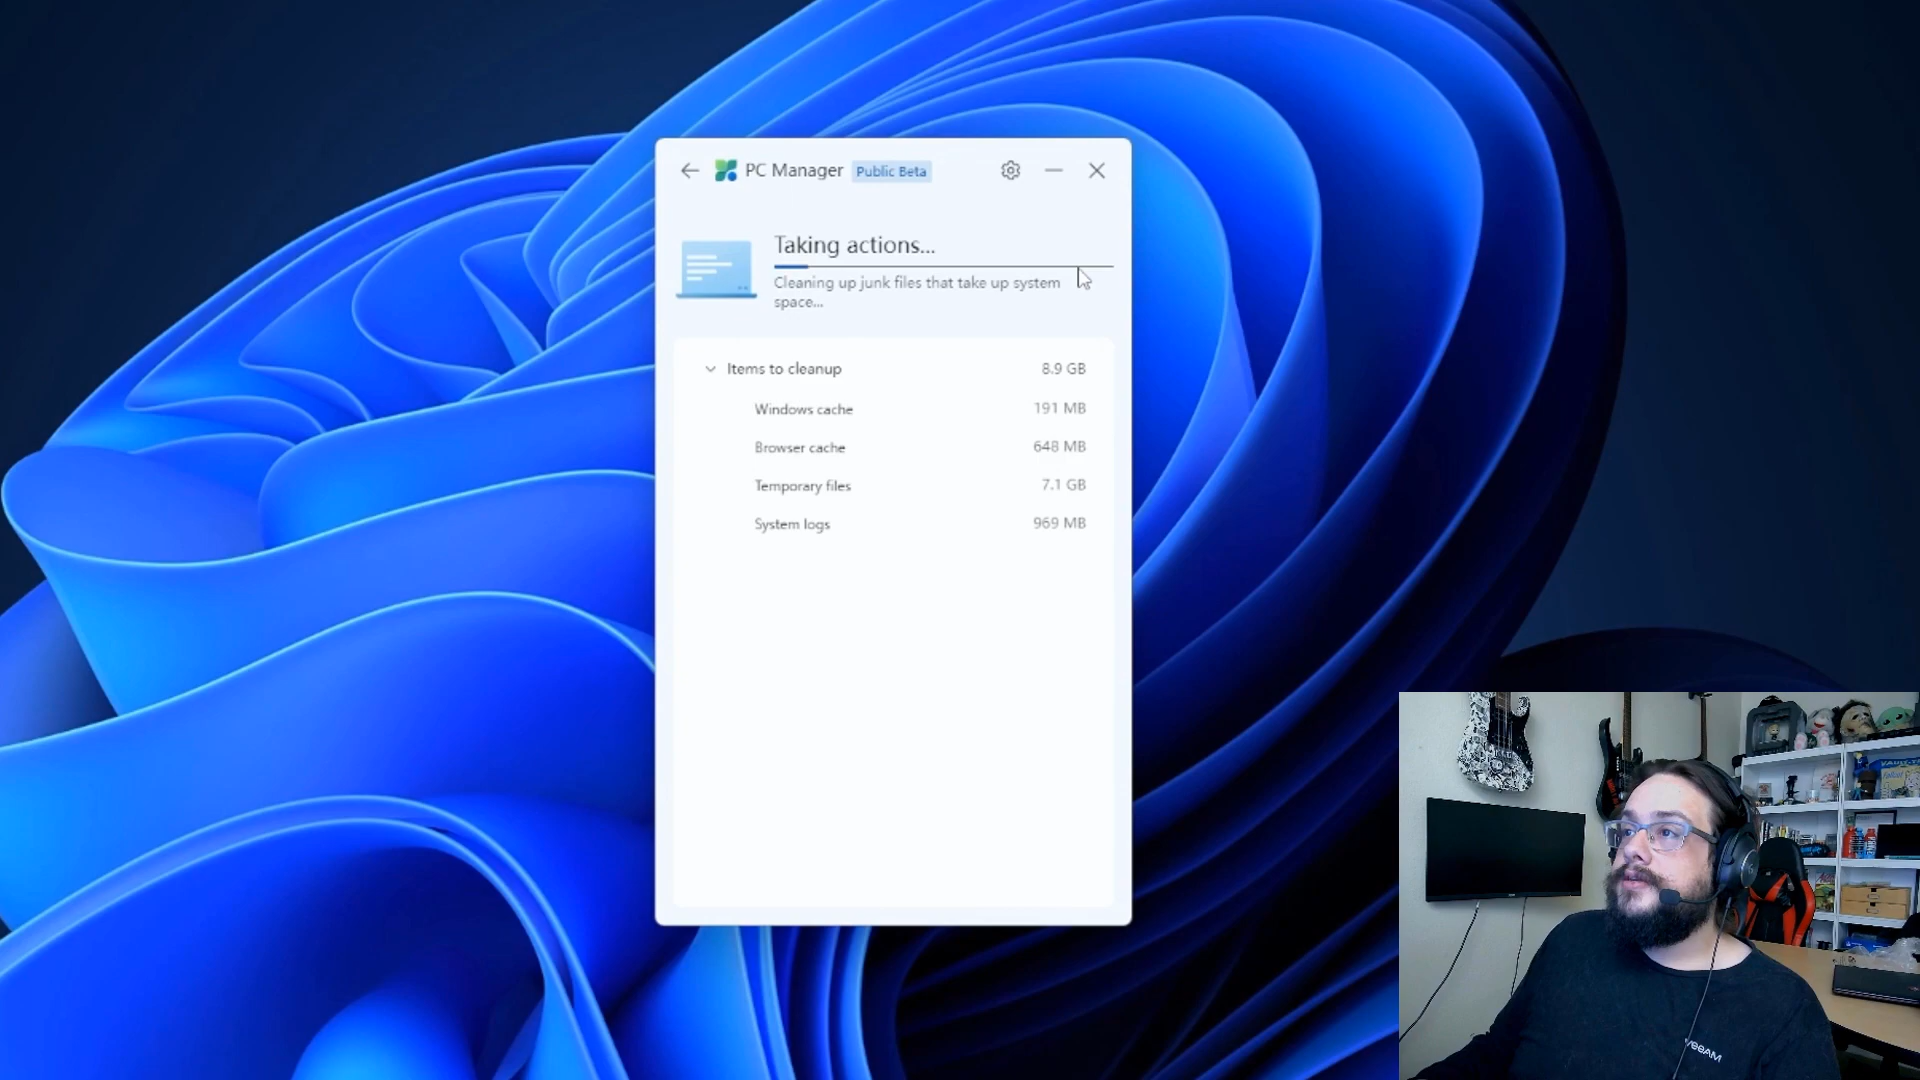 PC Manager Public Beta
Taking actions...
Cleaning up junk files that take up system
space...
Items to cleanup 8.9 GB
Windows cache 191 MB
Browser cache 648 MB
Temporary files 7.1 GB
System logs 969 MB
veeAM